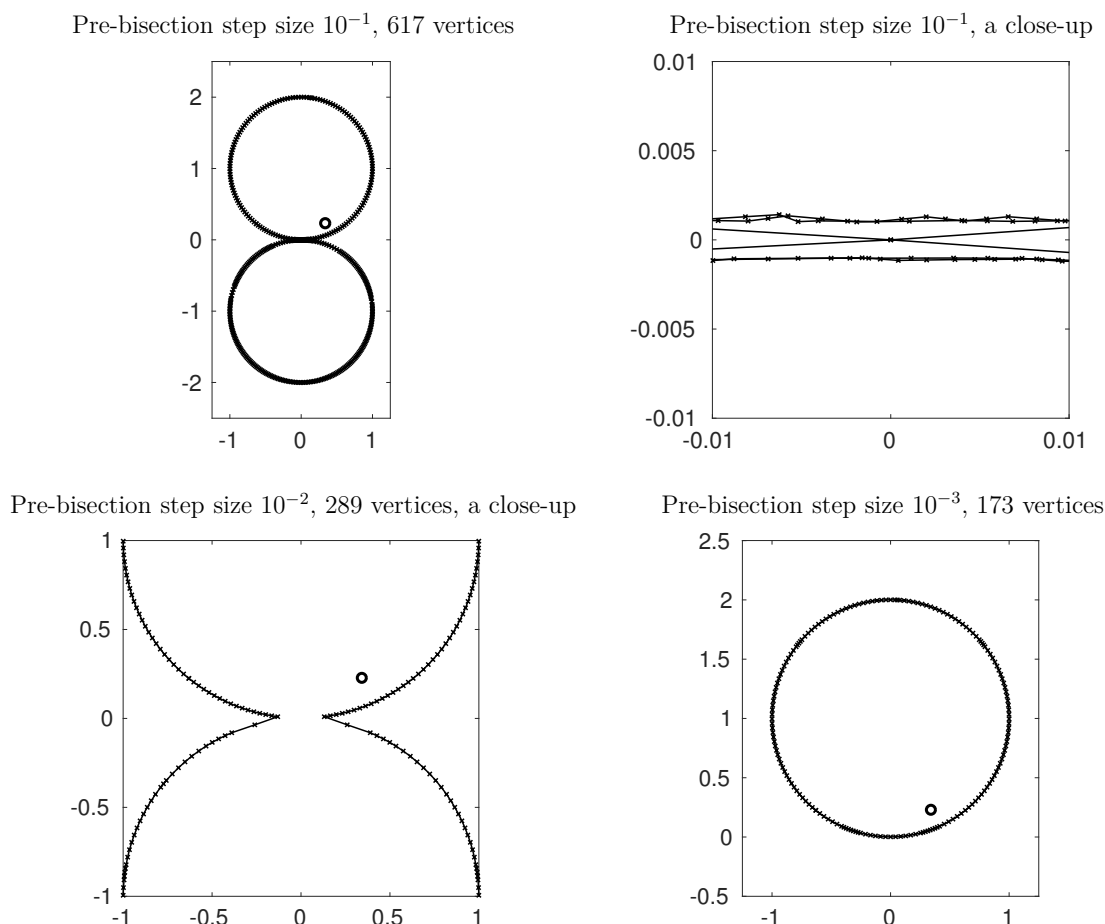 Pre-bisection step size 10⁻¹, 617 vertices
2
1
0
-1
-2
-1 0 1
Pre-bisection step size 10⁻¹, a close-up
0.01
0.005
0
-0.005
-0.01
-0.01 0 0.01
Pre-bisection step size 10⁻², 289 vertices, a close-up
1
0.5
0
-0.5
-1
-1 -0.5 0 0.5 1
Pre-bisection step size 10⁻³, 173 vertices
2.5
2
1.5
1
0.5
0
-0.5
-1 0 1